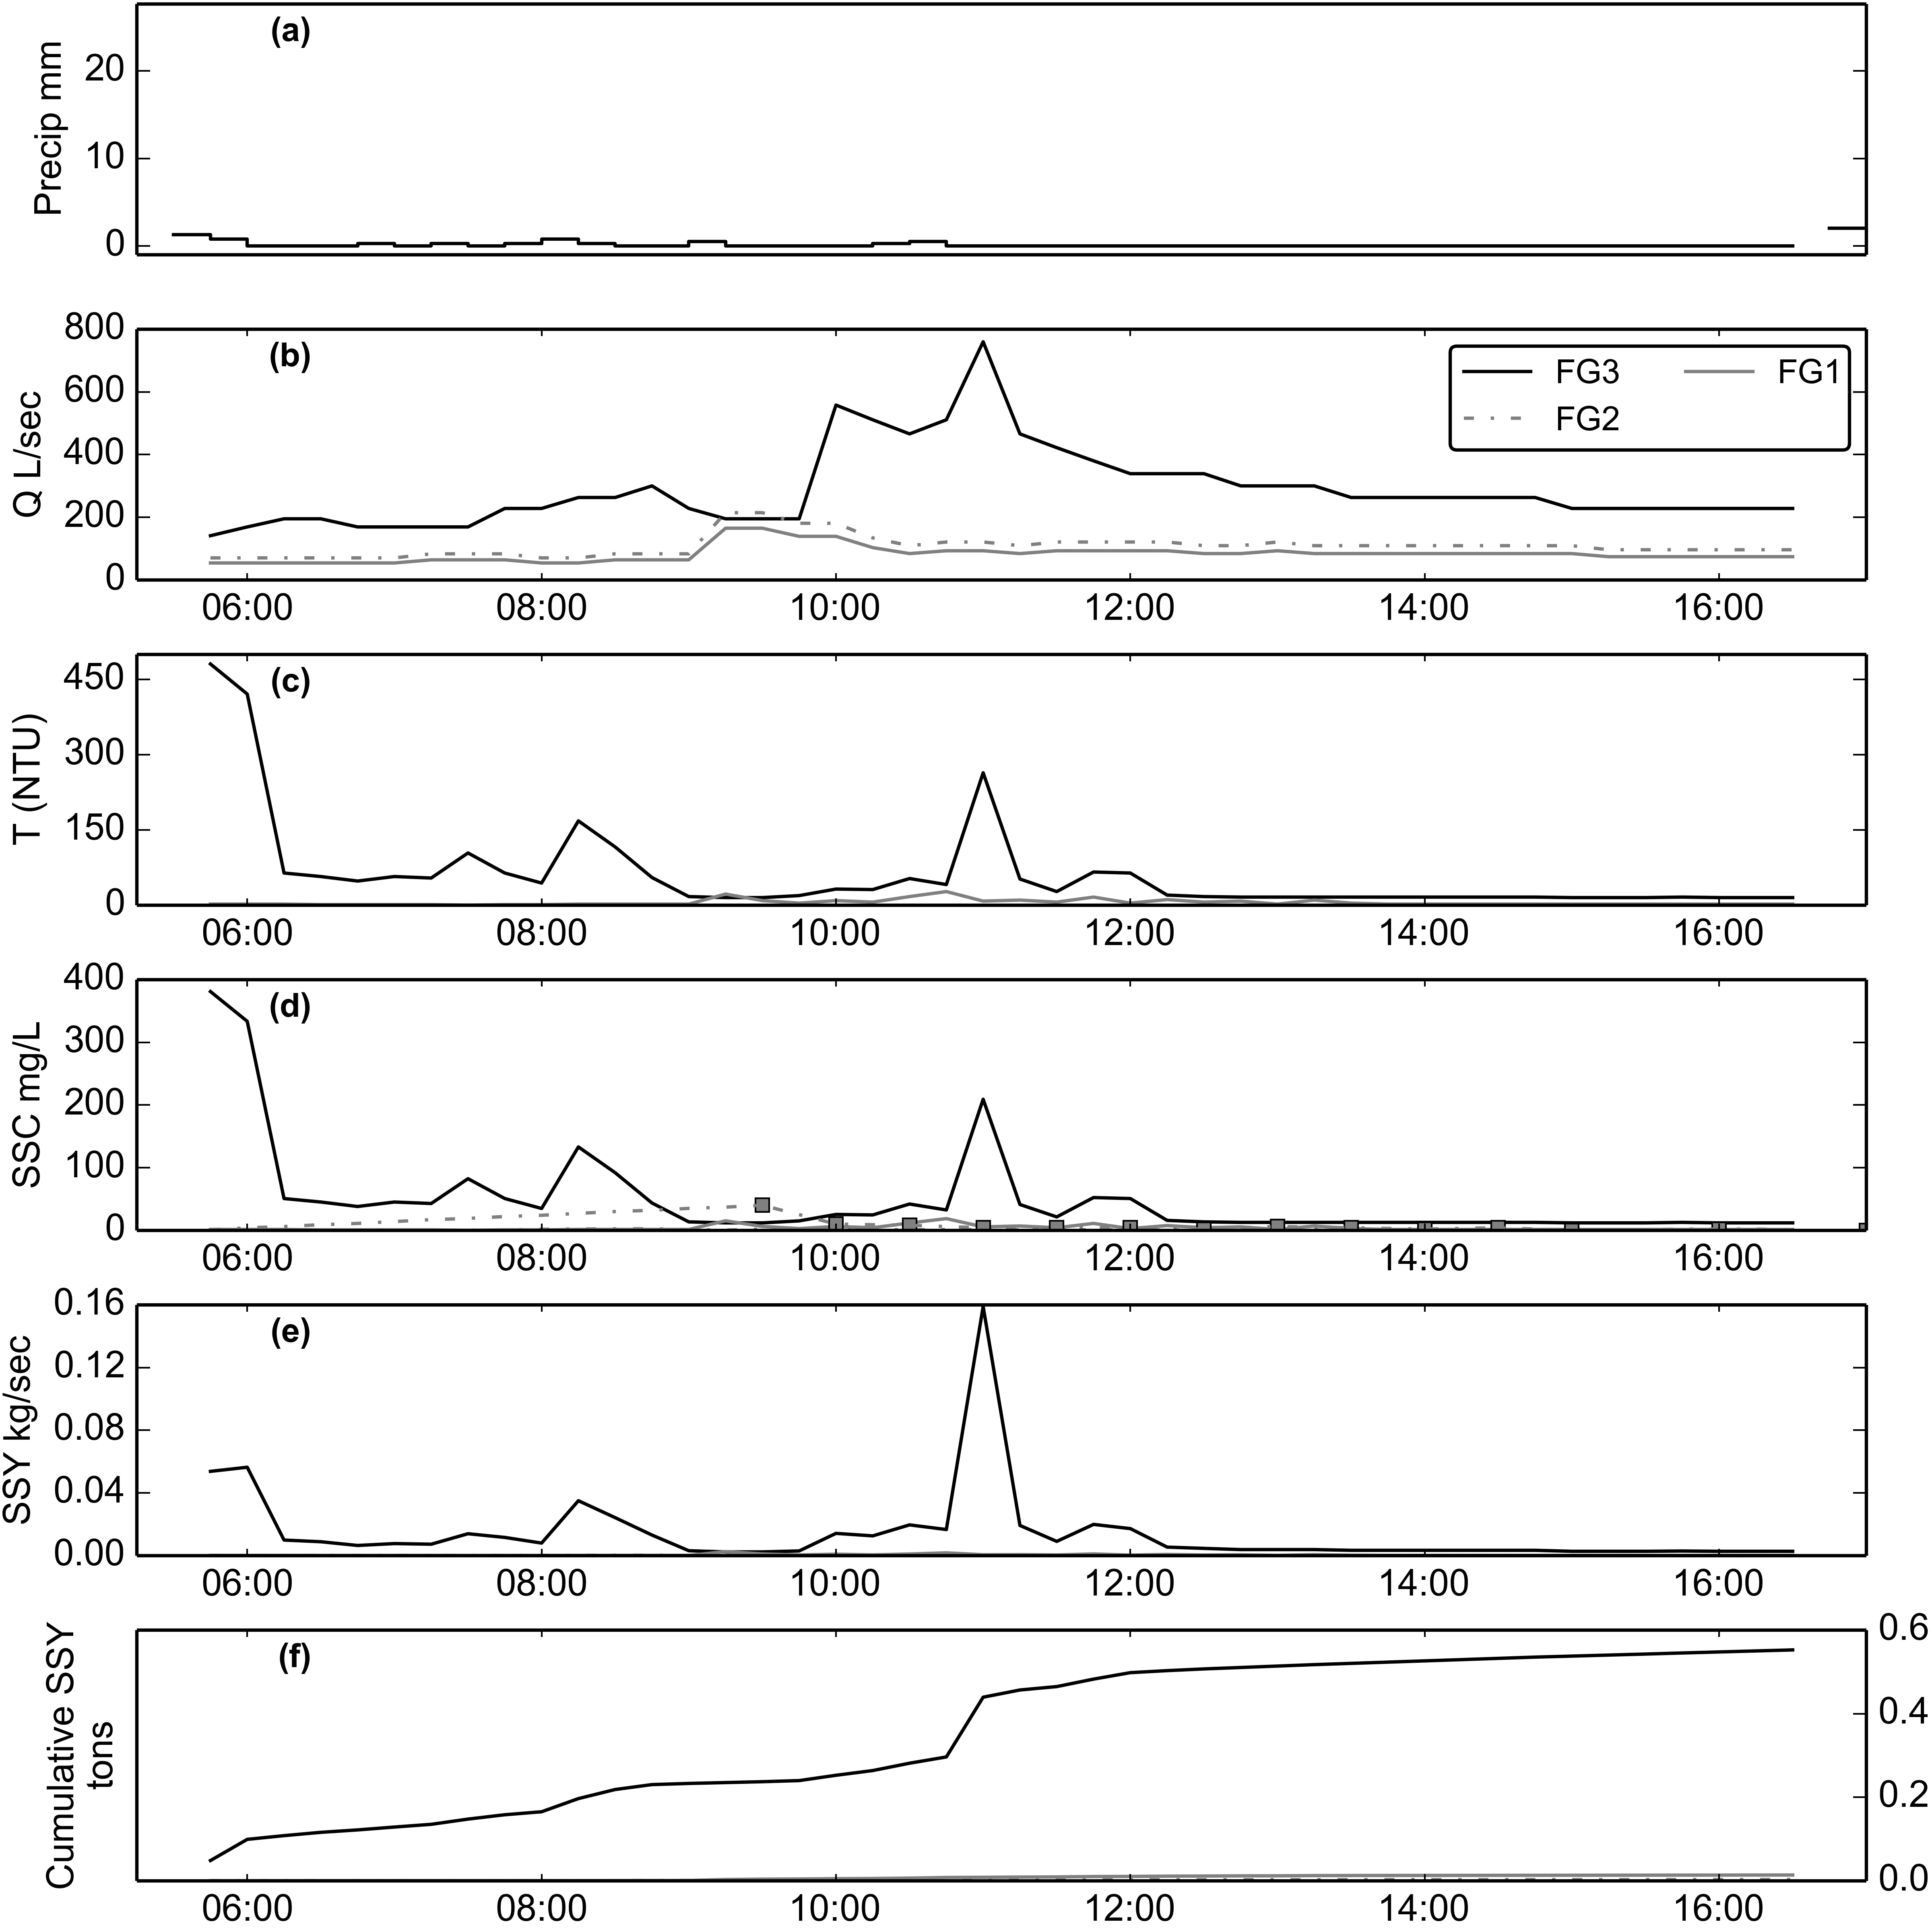 (a)
Precip mm
20
10
0
(b)
Q L/sec
800
600
400
200
0
FG3 FG1
FG2
06:00 08:00 10:00 12:00 14:00 16:00
(c)
T (NTU)
450
300
150
0
06:00 08:00 10:00 12:00 14:00 16:00
(d)
SSC mg/L
400
300
200
100
0
06:00 08:00 10:00 12:00 14:00 16:00
(e)
SSY kg/sec
0.16
0.12
0.08
0.04
0.00
06:00 08:00 10:00 12:00 14:00 16:00
(f)
Cumulative SSY
tons
0.6
0.4
0.2
0.0
06:00 08:00 10:00 12:00 14:00 16:00